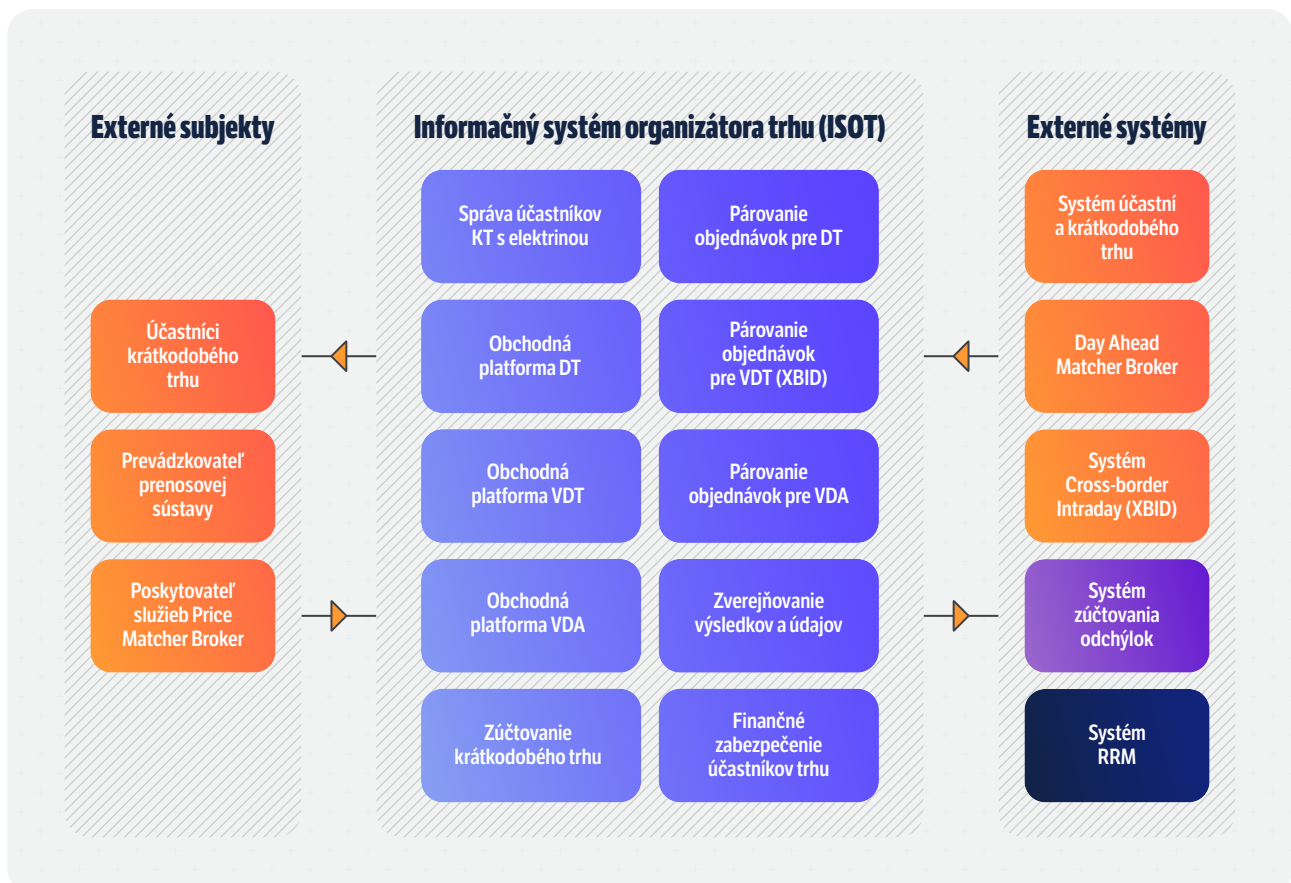 Externé subjekty
Účastníci
krátkodobého
trhu
Prevádzkovateľ
prenosovej
sústavy
Poskytovateľ
služieb Price
Matcher Broker
Informačný systém organizátora trhu (ISOT)
Správa účastníkov
KT s elektrinou
Párovanie
objednávok pre DT
Obchodná
platforma DT
Párovanie
objednávok
pre VDT (XBID)
Obchodná
platforma VDT
Párovanie
objednávok pre VDA
Obchodná
platforma VDA
Zverejňovanie
výsledkov a údajov
Zúčtovanie
krátkodobého trhu
Finančné
zabezpečenie
účastníkov trhu
Externé systémy
Systém účastní
a krátkodobého
trhu
Day Ahead
Matcher Broker
Systém
Cross-border
Intraday (XBID)
Systém
zúčtovania
odchýlok
Systém
RRM